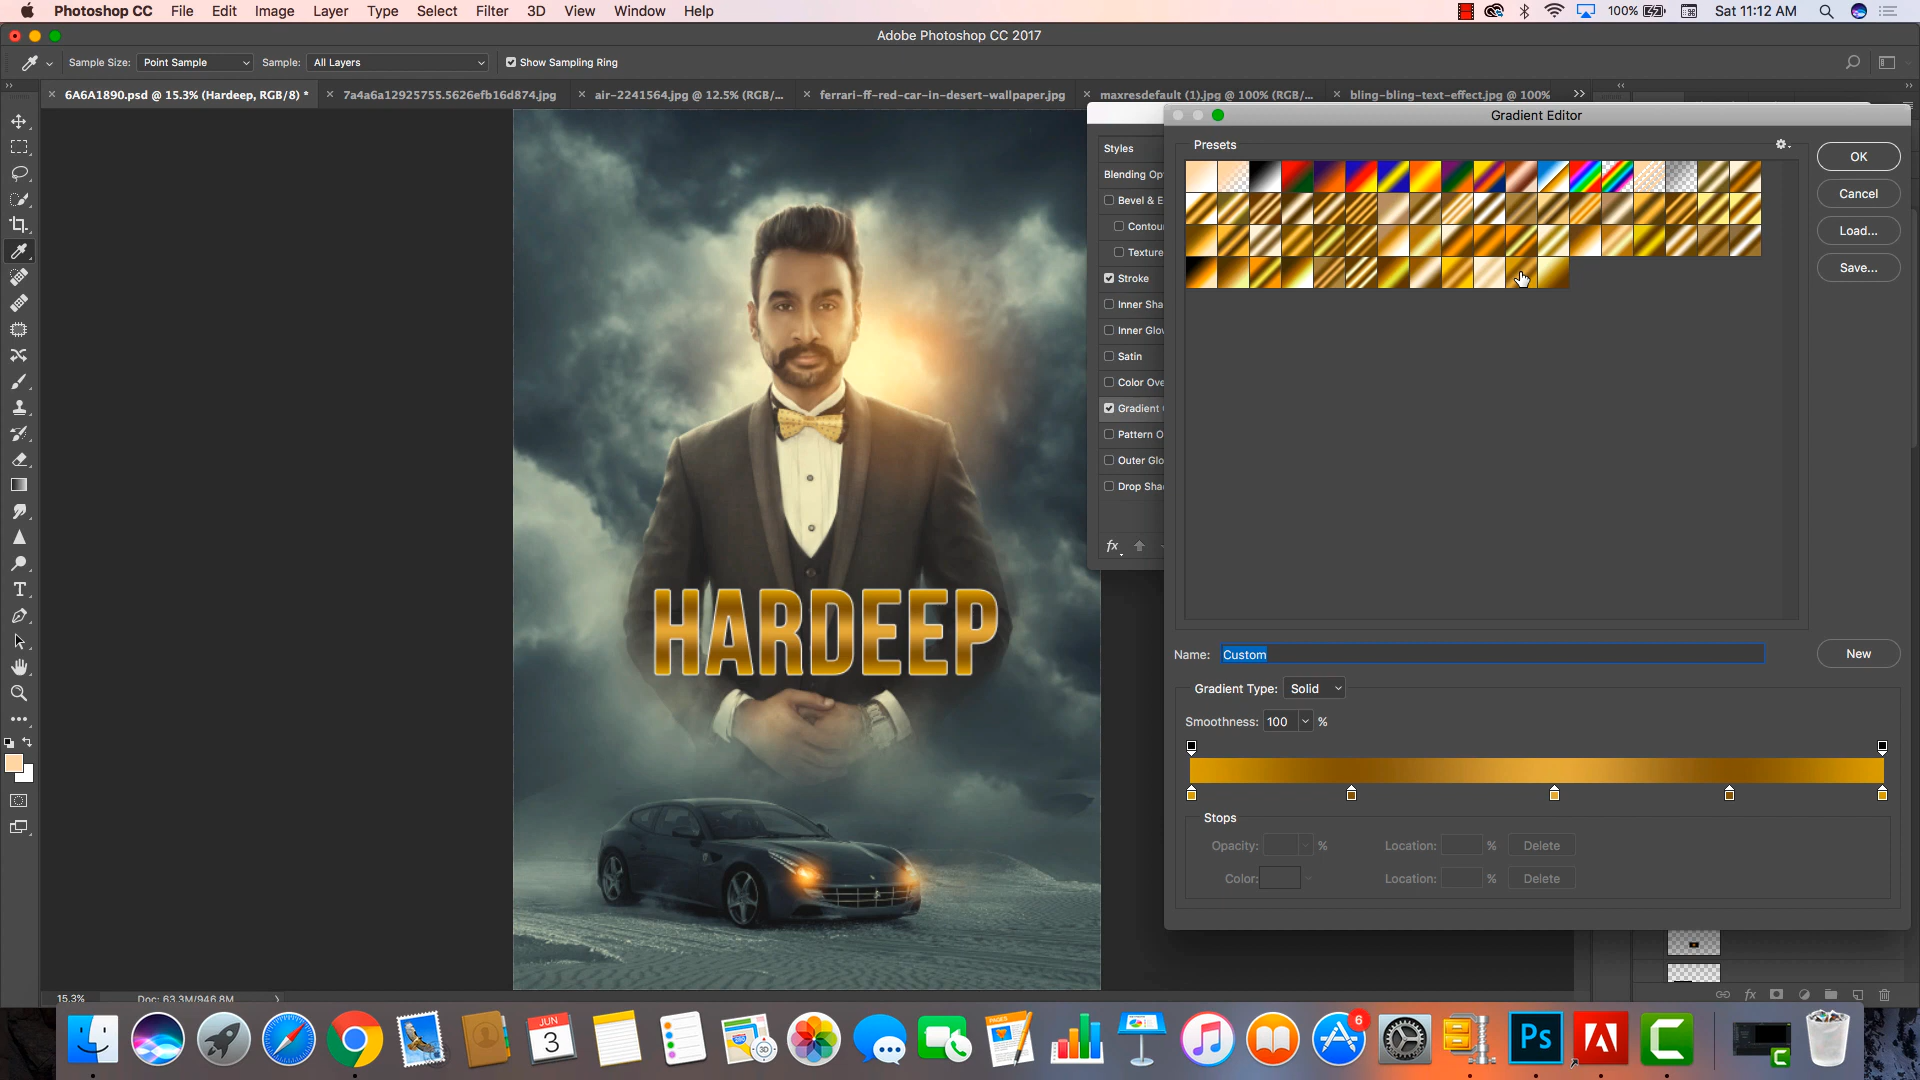 Photoshop CC File Edit Image Layer Type Select Filter 3D View Window Help 100% Sat 11:12 AM
Adobe Photoshop CC 2017
Sample Size: Point Sample Sample: All Layers Show Sampling Ring
6A6A1890.psd @ 15.3% (Hardeep, RGB/8) * 7a4a6a12925755.5626efb16d874.jpg air-2241564.jpg @ 12.5% (RGB/... ferrari-ff-red-car-in-desert-wallpaper.jpg maxresdefault (1).jpg @ 100% (RGB/... bling-bling-text-effect.jpg @ 100%
Gradient Editor
Presets
OK
Cancel
Load...
Save...
Styles
Blending Op
Bevel & E
Contou
Texture
Stroke
Inner Sha
Inner Glo
Satin
Color Ove
Gradient
Pattern O
Outer Glo
Drop Sha
fx
HARDEEP
Name: Custom New
Gradient Type: Solid
Smoothness: 100 %
Stops
Opacity: % Location: % Delete
Color: Location: % Delete
15.3% Doc: 63.3M/946.8M
fx
JUN
3
PAGES
3D
6
Ps